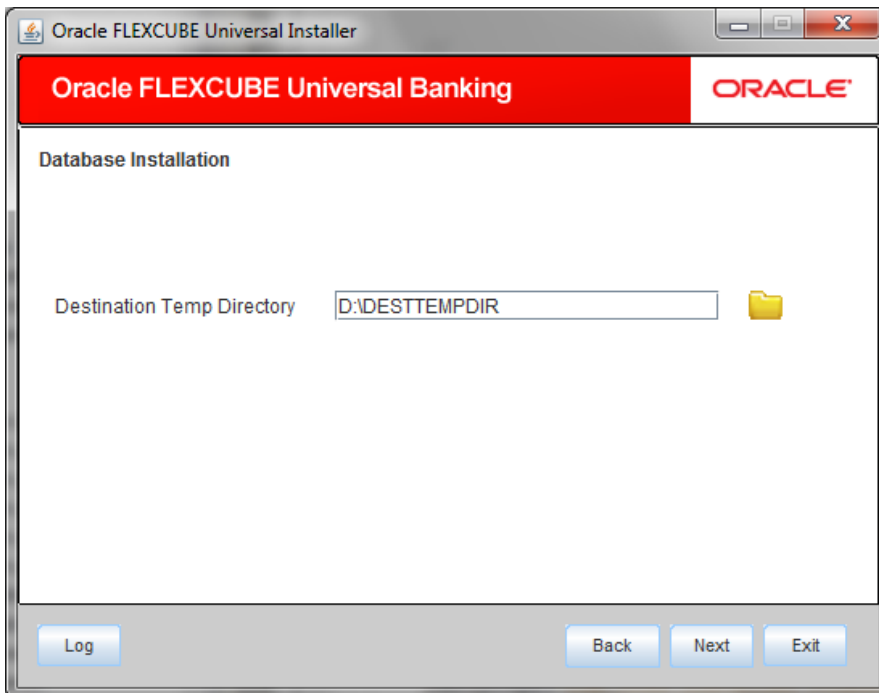 Oracle FLEXCUBE Universal Installer
Oracle FLEXCUBE Universal Banking
ORACLE
Database Installation
Destination Temp Directory D:\DESTTEMPDIR
Log Back Next Exit